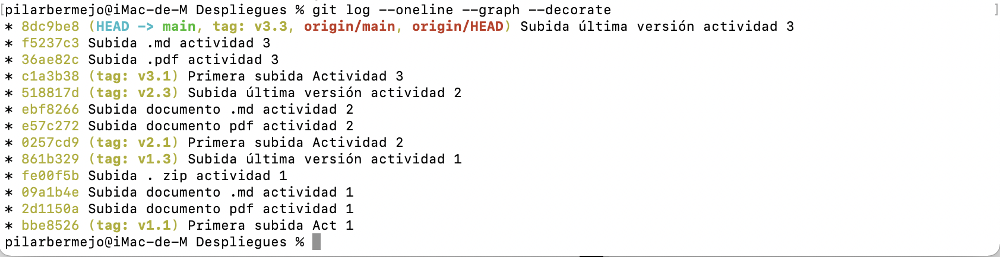 [pilarbermejo@iMac-de-M Despliegues % git log --oneline --graph --decorate ]
* 8dc9be8 (HEAD -> main, tag: v3.3, origin/main, origin/HEAD) Subida última versión actividad 3
* f5237c3 Subida .md actividad 3
* 36ae82c Subida .pdf actividad 3
* c1a3b38 (tag: v3.1) Primera subida Actividad 3
* 518817d (tag: v2.3) Subida última versión actividad 2
* ebf8266 Subida documento .md actividad 2
* e57c272 Subida documento pdf actividad 2
* 0257cd9 (tag: v2.1) Primera subida Actividad 2
* 861b329 (tag: v1.3) Subida última versión actividad 1
* fe00f5b Subida . zip actividad 1
* 09a1b4e Subida documento .md actividad 1
* 2d1150a Subida documento pdf actividad 1
* bbe8526 (tag: v1.1) Primera subida Act 1
pilarbermejo@iMac-de-M Despliegues %